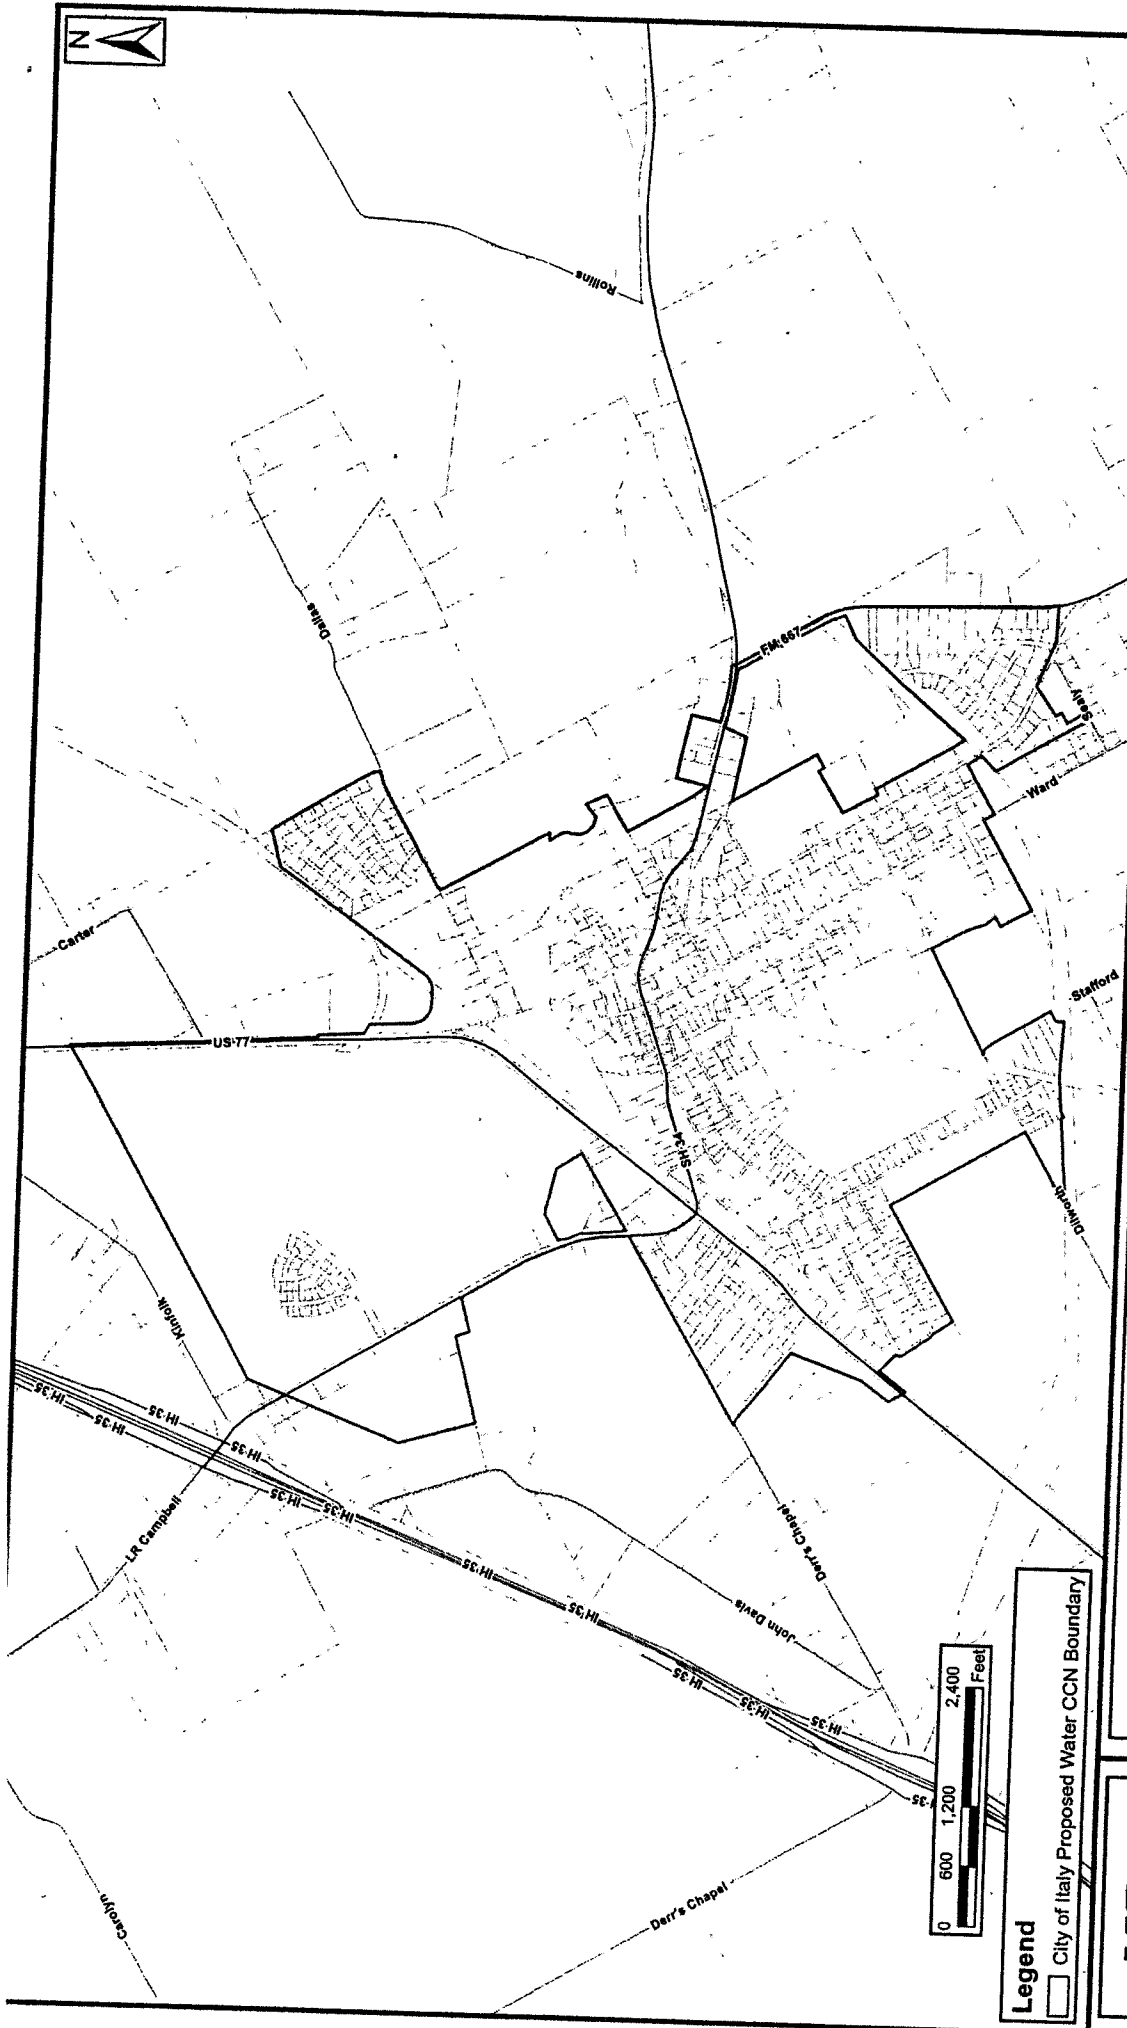 N
Rollins
Dallas
Carter
US-77
FM-667
Sealy
Ward
Stafford
SH-34
Dilworth
Kinfolk
IH-35
IH-35
IH-35
IH-35
IH-35
IH-35
LR Campbell
IH-35
IH-35
John Davis
Derr's Chapel
IH-35
IH-35
IH-35
Carolyn
Derr's Chapel
0 600 1,200 2,400
Feet
Legend
City of Italy Proposed Water CCN Boundary